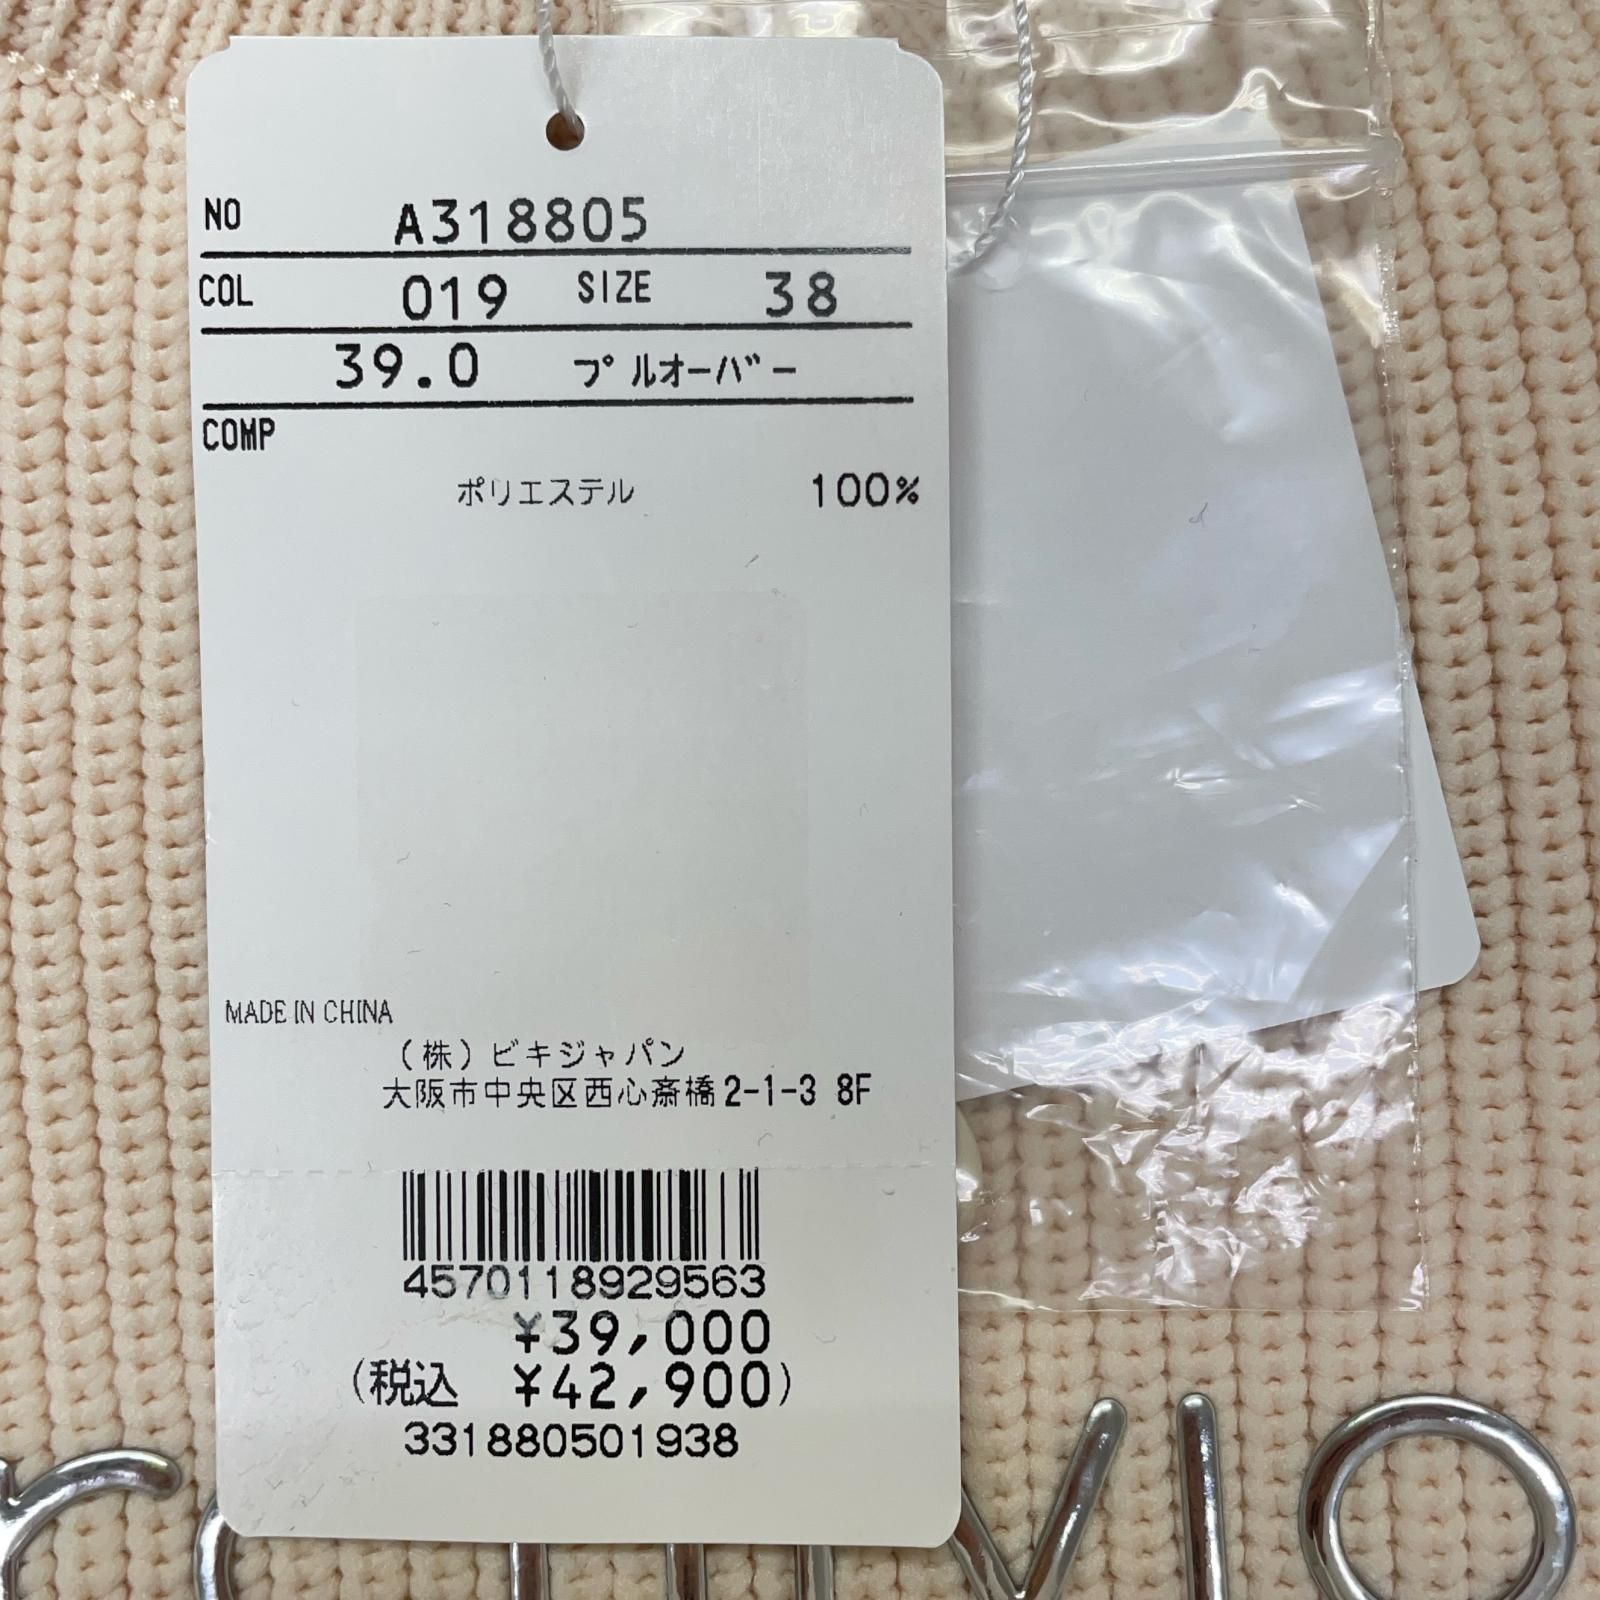 NO A318805
COL 019 SIZE 38
39.0 プルオーバー
COMP
ポリエステル 100%
MADE IN CHINA
(株)ビキジャパン
大阪市中央区西心斎橋2-1-3 8F
4570118929563
¥39,000
(税込 ¥42,900)
331880501938